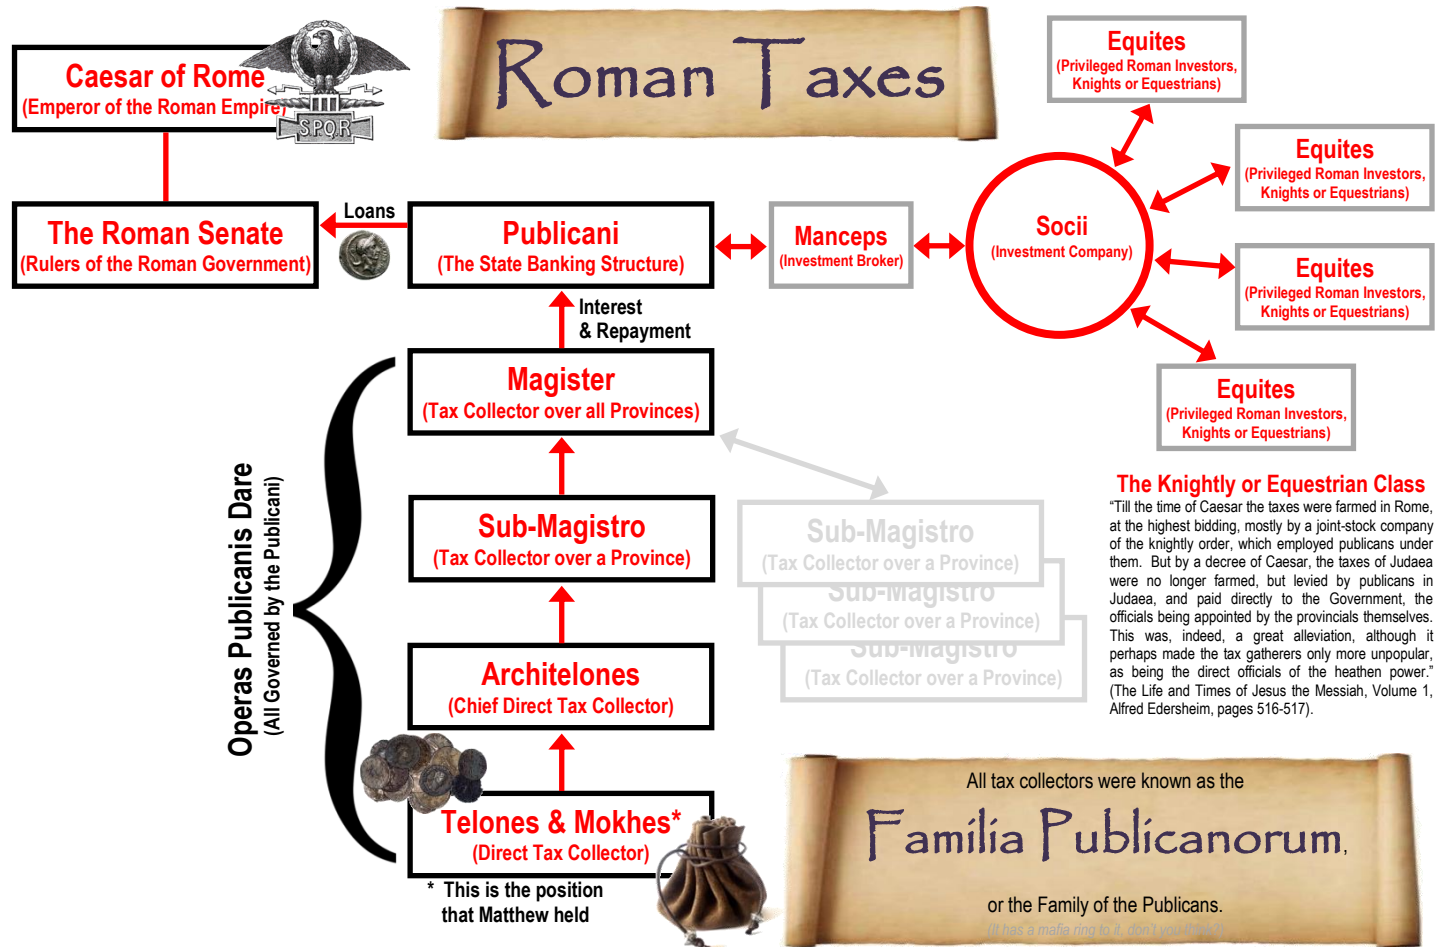 Roman Taxes
Caesar of Rome
(Emperor of the Roman Empire)
SPQR
The Roman Senate
(Rulers of the Roman Government)
Loans
Publicani
(The State Banking Structure)
Manceps
(Investment Broker)
Socii
(Investment Company)
Equites
(Privileged Roman Investors,
Knights or Equestrians)
Equites
(Privileged Roman Investors,
Knights or Equestrians)
Equites
(Privileged Roman Investors,
Knights or Equestrians)
Equites
(Privileged Roman Investors,
Knights or Equestrians)
Interest
& Repayment
Magister
(Tax Collector over all Provinces)
Sub-Magistro
(Tax Collector over a Province)
Architelones
(Chief Direct Tax Collector)
Telones & Mokhes*
(Direct Tax Collector)
* This is the position
that Matthew held
Operas Publicanis Dare
(All Governed by the Publicani)
Sub-Magistro
(Tax Collector over a Province)
Sub-Magistro
(Tax Collector over a Province)
Sub-Magistro
(Tax Collector over a Province)
The Knightly or Equestrian Class
“Till the time of Caesar the taxes were farmed in Rome,
at the highest bidding, mostly by a joint-stock company
of the knightly order, which employed publicans under
them. But by a decree of Caesar, the taxes of Judaea
were no longer farmed, but levied by publicans in
Judaea, and paid directly to the Government, the
officials being appointed by the provincials themselves.
This was, indeed, a great alleviation, although it
perhaps made the tax gatherers only more unpopular,
as being the direct officials of the heathen power.”
(The Life and Times of Jesus the Messiah, Volume 1,
Alfred Edersheim, pages 516-517).
All tax collectors were known as the
Familia Publicanorum,
or the Family of the Publicans.
(It has a mafia ring to it, don't you think?)